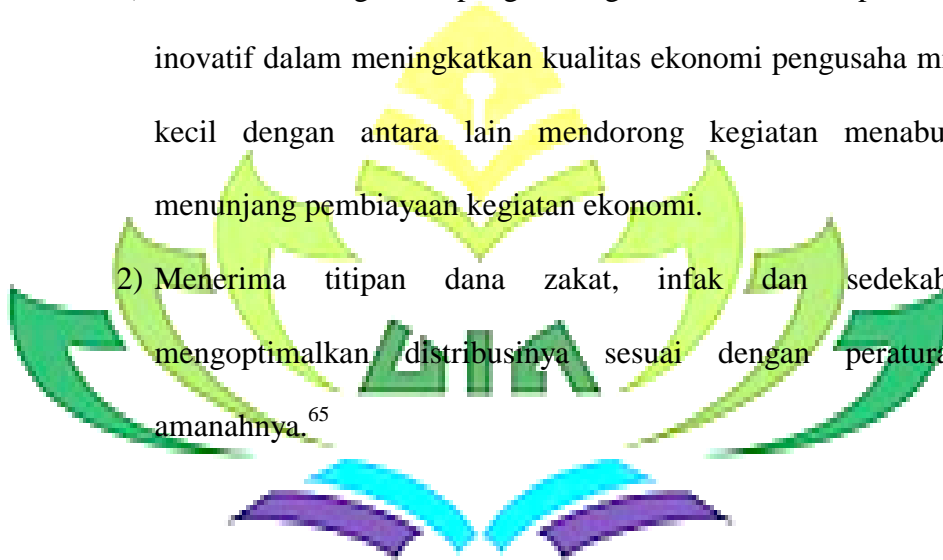 inovatif dalam meningkatkan kualitas ekonomi pengusaha
kecil dengan antara lain mendorong kegiatan
menunjang pembiayaan kegiatan ekonomi.
2) Menerima titipan dana zakat, infak dan sedekah
mengoptimalkan distribusinya sesuai dengan
amanahnya.65
UIN